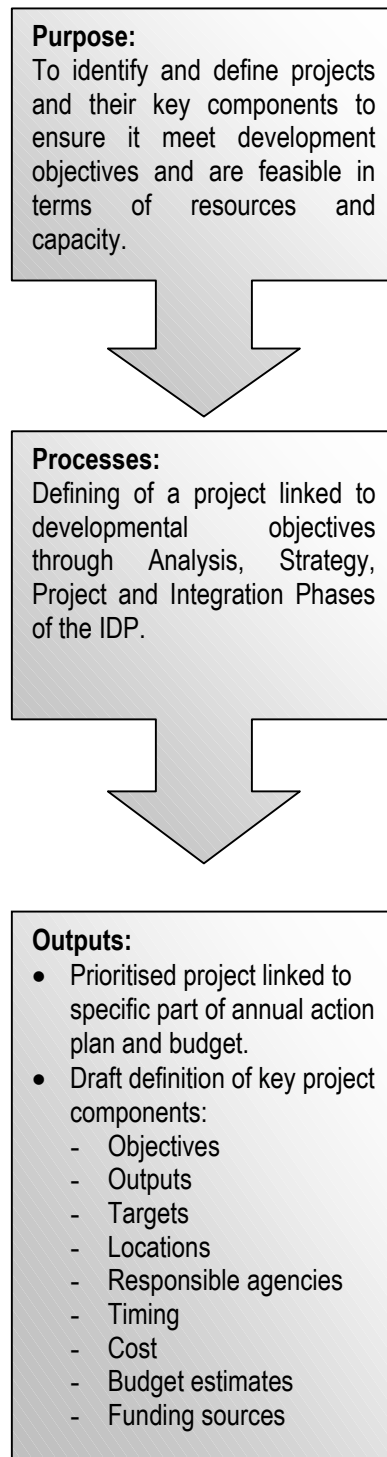 Purpose:
To identify and define projects
and their key components to
ensure it meet development
objectives and are feasible in
terms of resources and
capacity.
Processes:
Defining of a project linked to
developmental objectives
through Analysis, Strategy,
Project and Integration Phases
of the IDP.
Outputs:
• Prioritised project linked to
specific part of annual action
plan and budget.
• Draft definition of key project
components:
- Objectives
- Outputs
- Targets
- Locations
- Responsible agencies
- Timing
- Cost
- Budget estimates
- Funding sources